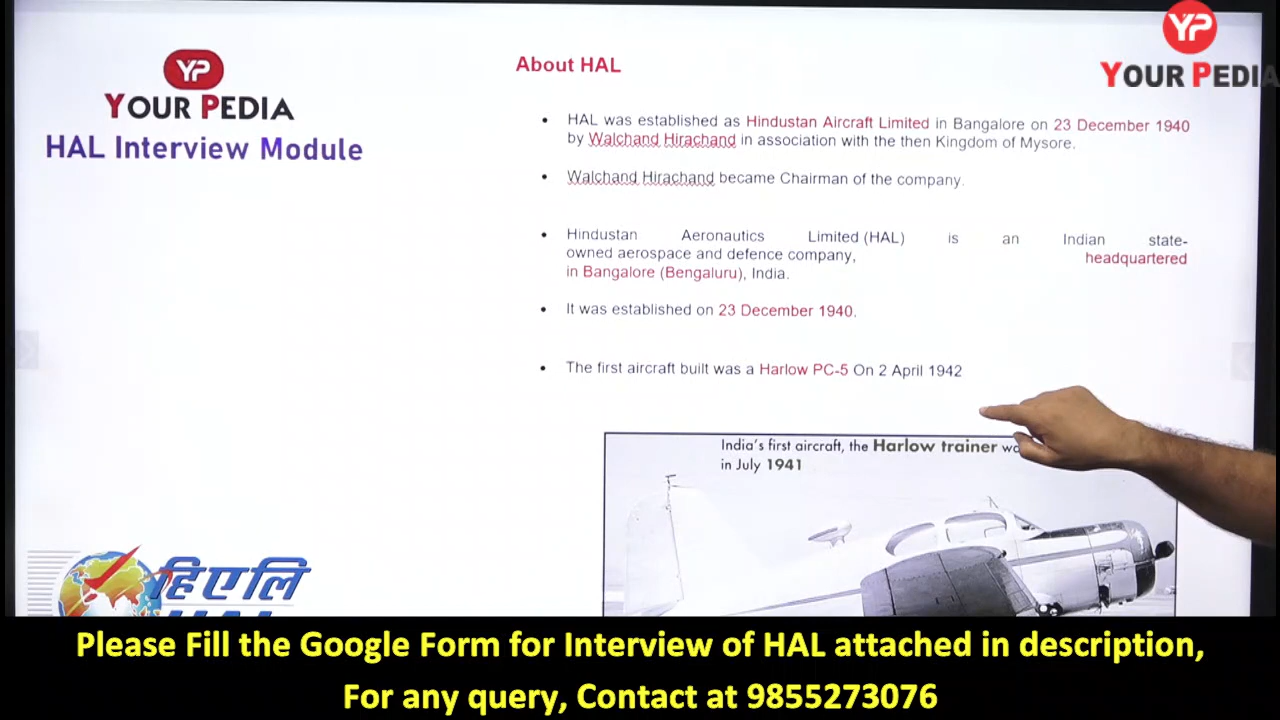 YP
YOUR PEDIA
HAL Interview Module
YP
YOUR PEDIA
About HAL
• HAL was established as Hindustan Aircraft Limited in Bangalore on 23 December 1940
by Walchand Hirachand in association with the then Kingdom of Mysore.
• Walchand Hirachand became Chairman of the company.
• Hindustan Aeronautics Limited (HAL) is an Indian state-
owned aerospace and defence company, headquartered
in Bangalore (Bengaluru), India.
• It was established on 23 December 1940.
• The first aircraft built was a Harlow PC-5 On 2 April 1942
India's first aircraft, the Harlow trainer
in July 1941
हिएलि
HAL
Please Fill the Google Form for Interview of HAL attached in description,
For any query, Contact at 9855273076